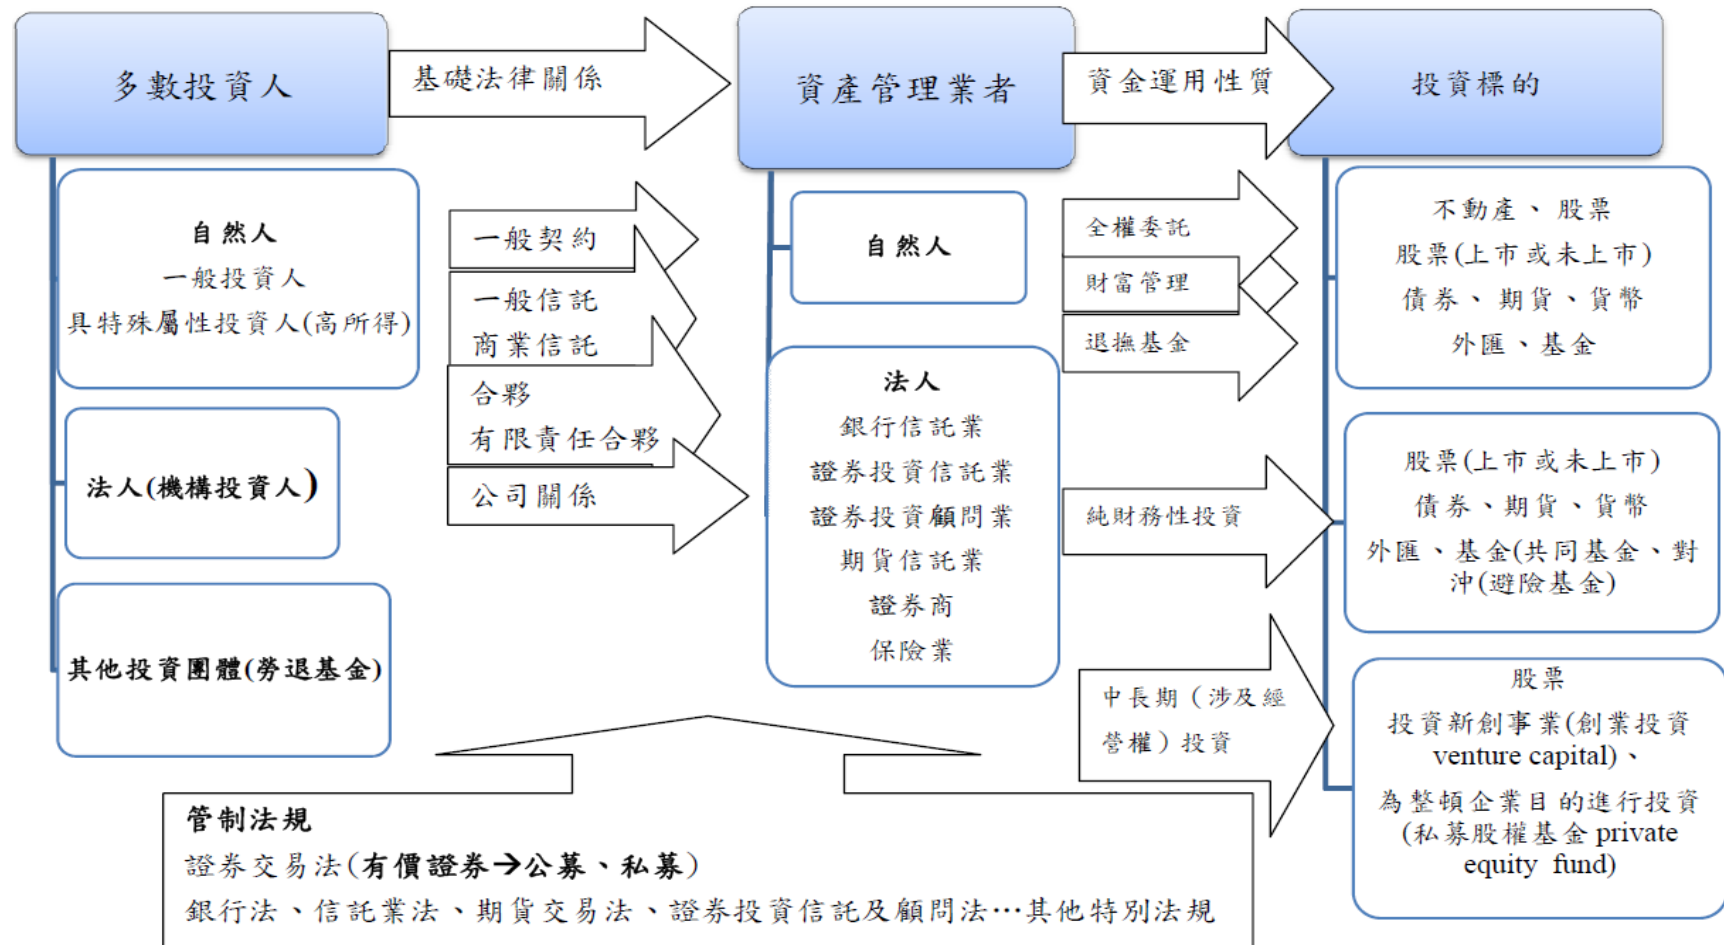 多數投資人
基礎法律關係
資產管理業者
資金運用性質
投資標的
自然人
一般投資人
具特殊屬性投資人(高所得)
法人(機構投資人)
其他投資團體(勞退基金)
一般契約
一般信託
商業信託
合夥
有限責任合夥
公司關係
自然人
法人
銀行信託業
證券投資信託業
證券投資顧問業
期貨信託業
證券商
保險業
全權委託
財富管理
退撫基金
純財務性投資
中長期（涉及經
營權）投資
不動產、股票
股票(上市或未上市)
債券、期貨、貨幣
外匯、基金
股票(上市或未上市)
債券、期貨、貨幣
外匯、基金(共同基金、對
沖(避險基金)
股票
投資新創事業(創業投資
venture capital)、
為整頓企業目的進行投資
(私募股權基金 private
equity fund)
管制法規
證券交易法(有價證券→公募、私募)
銀行法、信託業法、期貨交易法、證券投資信託及顧問法…其他特別法規